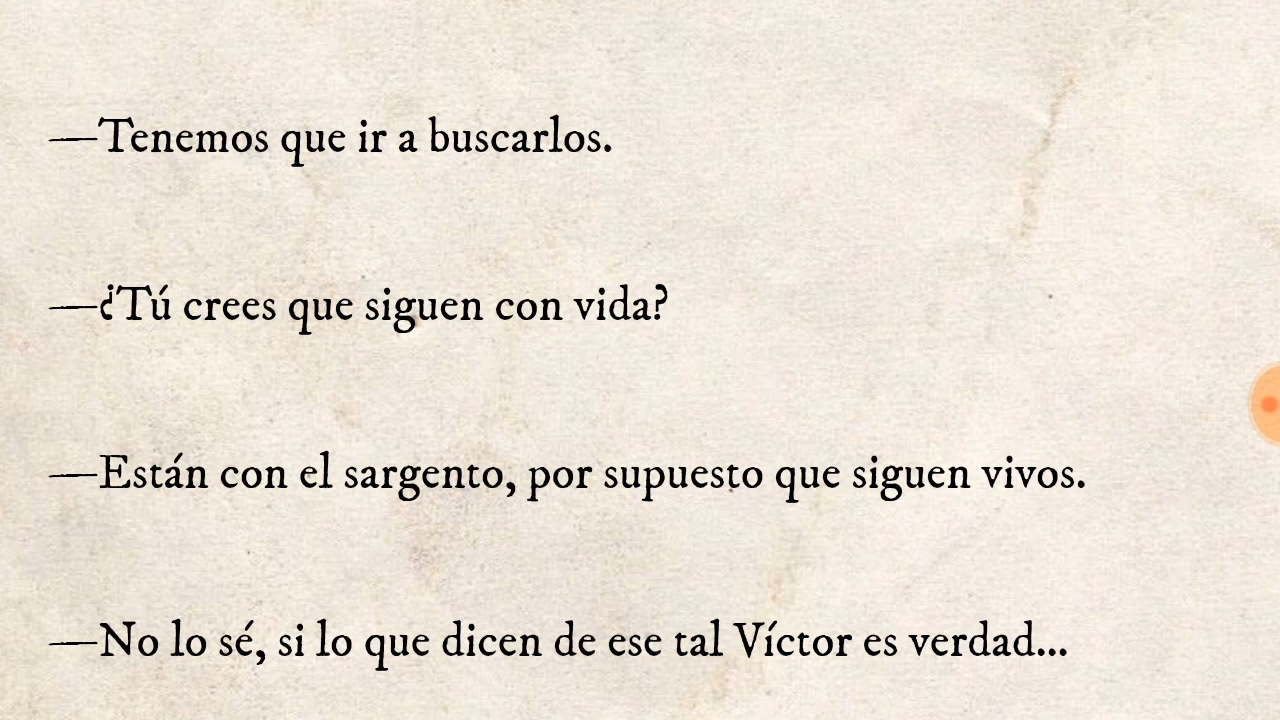 —Tenemos que ir a buscarlos.
—¿Tú crees que siguen con vida?
—Están con el sargento, por supuesto que siguen vivos.
—No lo sé, si lo que dicen de ese tal Víctor es verdad...